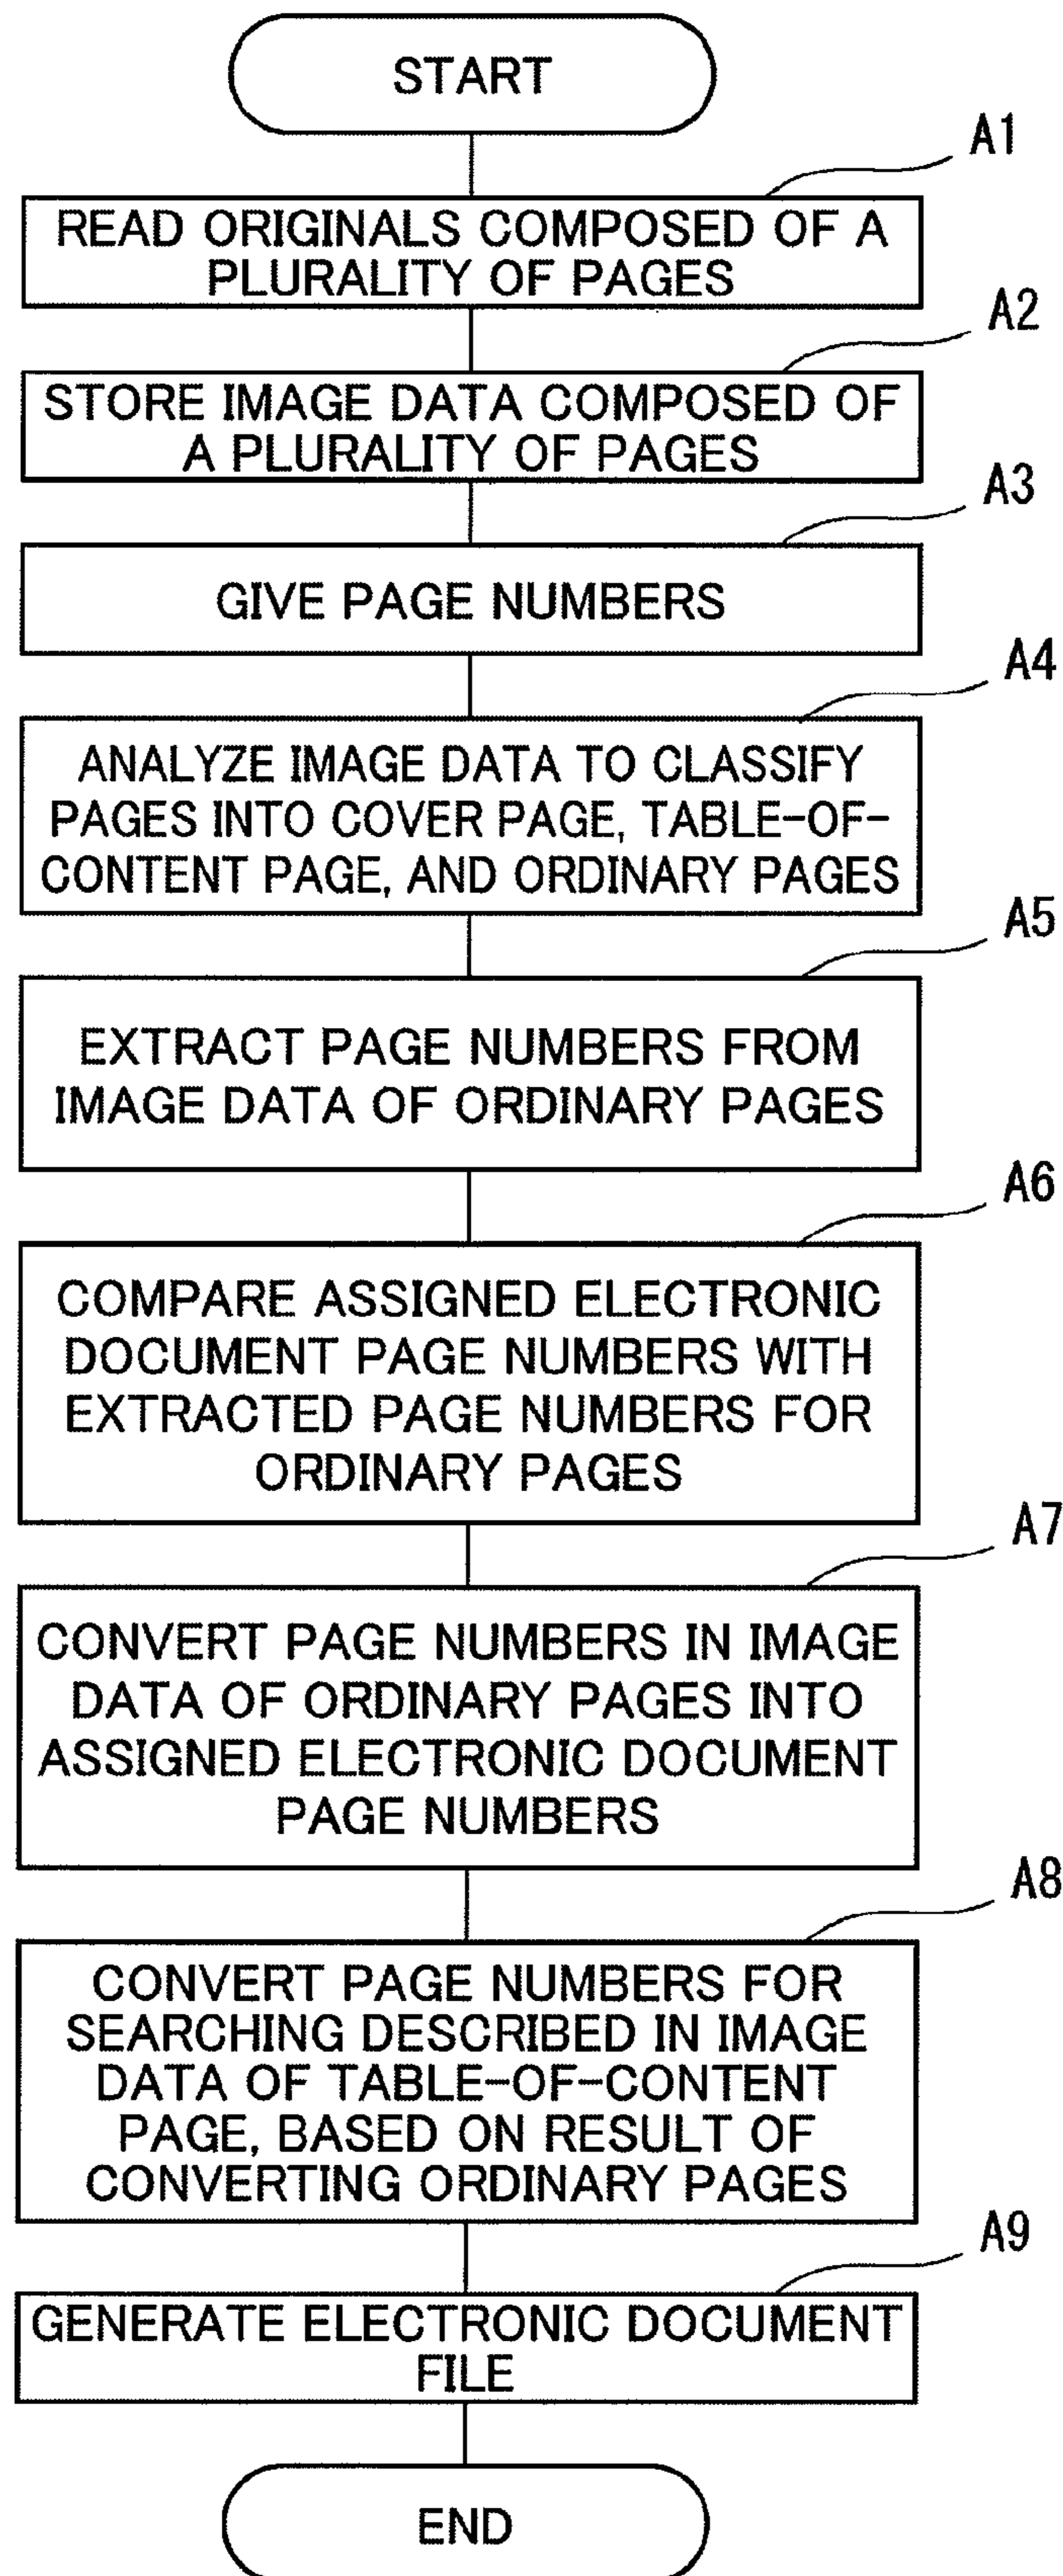 START
A1
READ ORIGINALS COMPOSED OF A
PLURALITY OF PAGES
A2
STORE IMAGE DATA COMPOSED OF
A PLURALITY OF PAGES
A3
GIVE PAGE NUMBERS
A4
ANALYZE IMAGE DATA TO CLASSIFY
PAGES INTO COVER PAGE, TABLE-OF-
CONTENT PAGE, AND ORDINARY PAGES
A5
EXTRACT PAGE NUMBERS FROM
IMAGE DATA OF ORDINARY PAGES
A6
COMPARE ASSIGNED ELECTRONIC
DOCUMENT PAGE NUMBERS WITH
EXTRACTED PAGE NUMBERS FOR
ORDINARY PAGES
A7
CONVERT PAGE NUMBERS IN IMAGE
DATA OF ORDINARY PAGES INTO
ASSIGNED ELECTRONIC DOCUMENT
PAGE NUMBERS
A8
CONVERT PAGE NUMBERS FOR
SEARCHING DESCRIBED IN IMAGE
DATA OF TABLE-OF-CONTENT
PAGE, BASED ON RESULT OF
CONVERTING ORDINARY PAGES
A9
GENERATE ELECTRONIC DOCUMENT
FILE
END